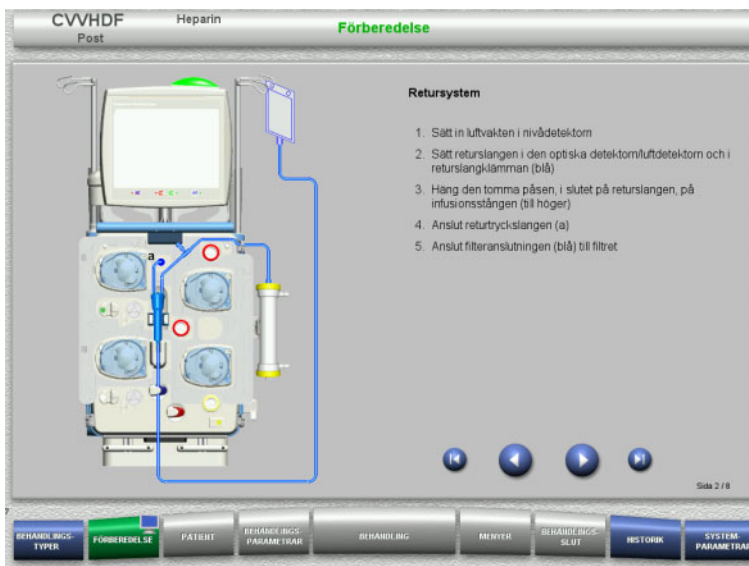 CVVHDF Heparin
Post
Förberedelse
Retursystem
1. Sätt in luftvakten i nivådetektorn
2. Sätt returslangen i den optiska detektorn/luftdetektorn och i
returslangklämman (blå)
3. Häng den tomma påsen, i slutet på returslangen, på
infusionsstången (till höger)
4. Anslut returtryckslangen (a)
5. Anslut filteranslutningen (blå) till filtret
a
Sida 2 / 8
BEHANDLINGS-
TYPER
FÖRBEREDELSE
PATIENT
BEHANDLINGS-
PARAMETRAR
BEHANDLING
MENYER
BEHANDLINGS-
SLUT
HISTORIK
SYSTEM-
PARAMETRAR